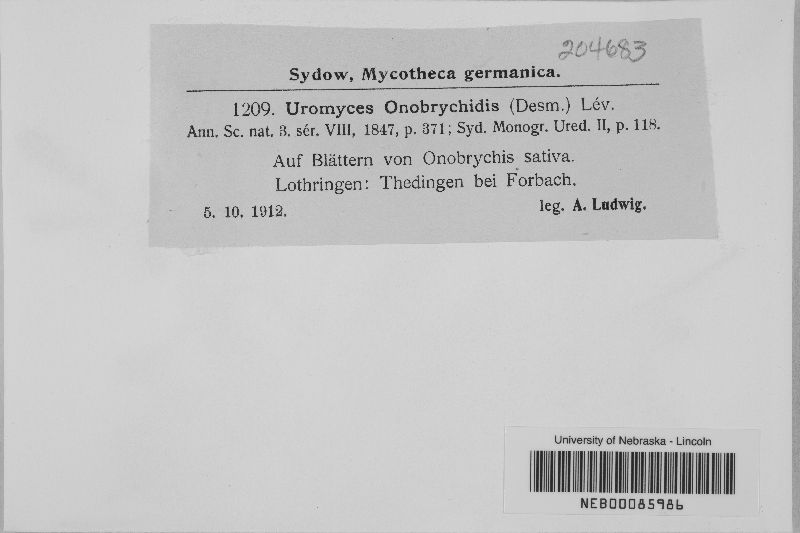 204683
Sydow, Mycotheca germanica.
1209. Uromyces Onobrychidis (Desm.) Lév.
Ann. Sc. nat. 3. sér. VIII, 1847, p. 371; Syd. Monogr. Ured. II, p. 118.
Auf Blättern von Onobrychis sativa.
Lothringen: Thedingen bei Forbach.
5. 10. 1912. leg. A. Ludwig.
University of Nebraska - Lincoln
NEB00085986